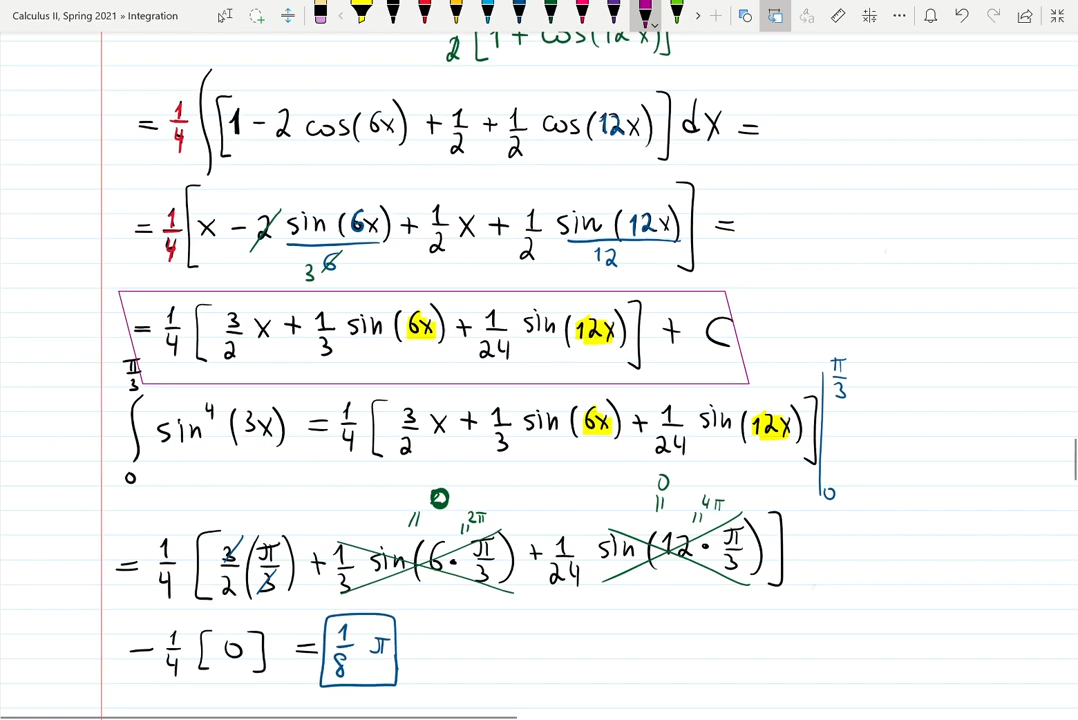 Calculus II, Spring 2021 » Integration
1/2 [1 + cos(12x)]
= 1/4 ∫ [1 - 2 cos(6x) + 1/2 + 1/2 cos(12x)] dx =
= 1/4 [x - 2 sin(6x)/6 3 + 1/2 x + 1/2 sin(12x)/12] =
= 1/4 [3/2 x + 1/3 sin(6x) + 1/24 sin(12x)] + C
∫_0^{π/3} sin⁴(3x) = 1/4 [3/2 x + 1/3 sin(6x) + 1/24 sin(12x)] |_0^{π/3}
0 = 2π = 0 = 4π =
= 1/4 [3/2 (π/3) + 1/3 sin(6 · π/3) + 1/24 sin(12 · π/3)]
- 1/4 [0] = 1/8 π